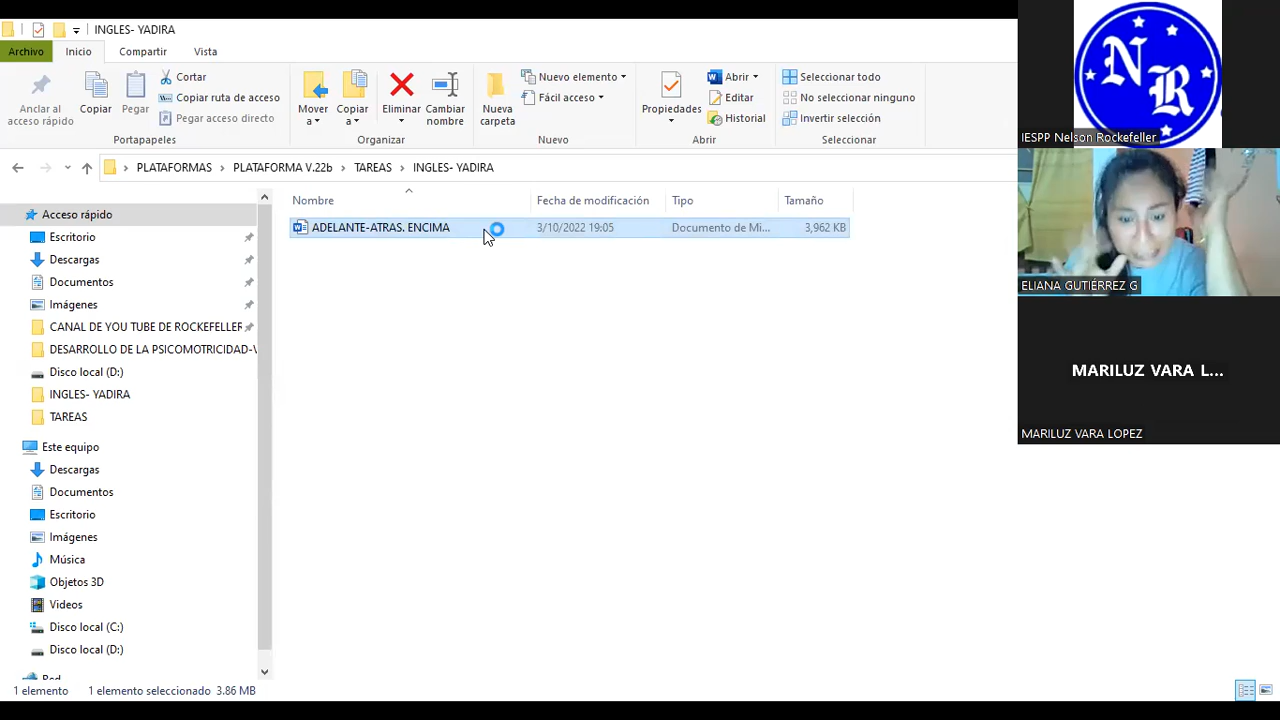 INGLES- YADIRA
Archivo
Inicio
Compartir
Vista
Anclar al acceso rápido
Copiar
Pegar
Cortar
Copiar ruta de acceso
Pegar acceso directo
Portapapeles
Mover a
Copiar a
Eliminar
Cambiar nombre
Organizar
Nueva carpeta
Nuevo elemento
Fácil acceso
Nuevo
Propiedades
Abrir
Editar
Historial
Abrir
Seleccionar todo
No seleccionar ninguno
Invertir selección
Seleccionar
PLATAFORMAS > PLATAFORMA V.22b > TAREAS > INGLES- YADIRA
Nombre
Fecha de modificación
Tipo
Tamaño
ADELANTE-ATRAS. ENCIMA
3/10/2022 19:05
Documento de Mi...
3,962 KB
Acceso rápido
Escritorio
Descargas
Documentos
Imágenes
CANAL DE YOU TUBE DE ROCKEFELLER
DESARROLLO DE LA PSICOMOTRICIDAD-V
Disco local (D:)
INGLES- YADIRA
TAREAS
Este equipo
Descargas
Documentos
Escritorio
Imágenes
Música
Objetos 3D
Videos
Disco local (C:)
Disco local (D:)
1 elemento
1 elemento seleccionado 3.86 MB
NR
IESPP Nelson Rockefeller
ELIANA GUTIÉRREZ G
MARILUZ VARA L...
MARILUZ VARA LOPEZ